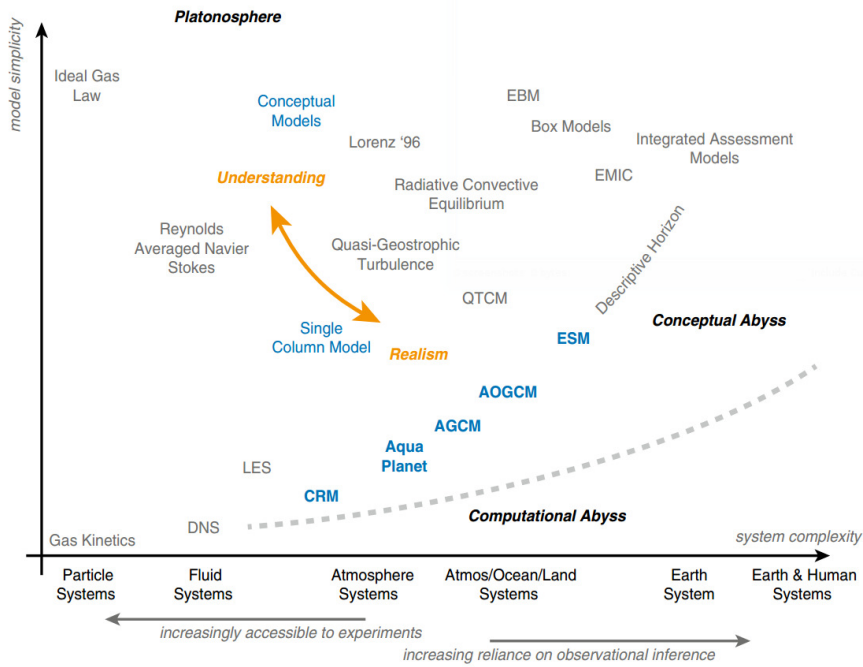 Platonosphere
model simplicity
Ideal Gas
Law
Conceptual
Models
EBM
Box Models
Lorenz ‘96
Integrated Assessment
Models
Understanding
EMIC
Radiative Convective
Equilibrium
Reynolds
Averaged Navier
Stokes
Quasi-Geostrophic
Turbulence
Descriptive Horizon
QTCM
Single
Column Model
Realism
ESM
Conceptual Abyss
AOGCM
AGCM
Aqua
Planet
LES
CRM
DNS
Computational Abyss
Gas Kinetics
system complexity
Particle
Systems
Fluid
Systems
Atmosphere
Systems
Atmos/Ocean/Land
Systems
Earth
System
Earth & Human
Systems
increasingly accessible to experiments
increasing reliance on observational inference